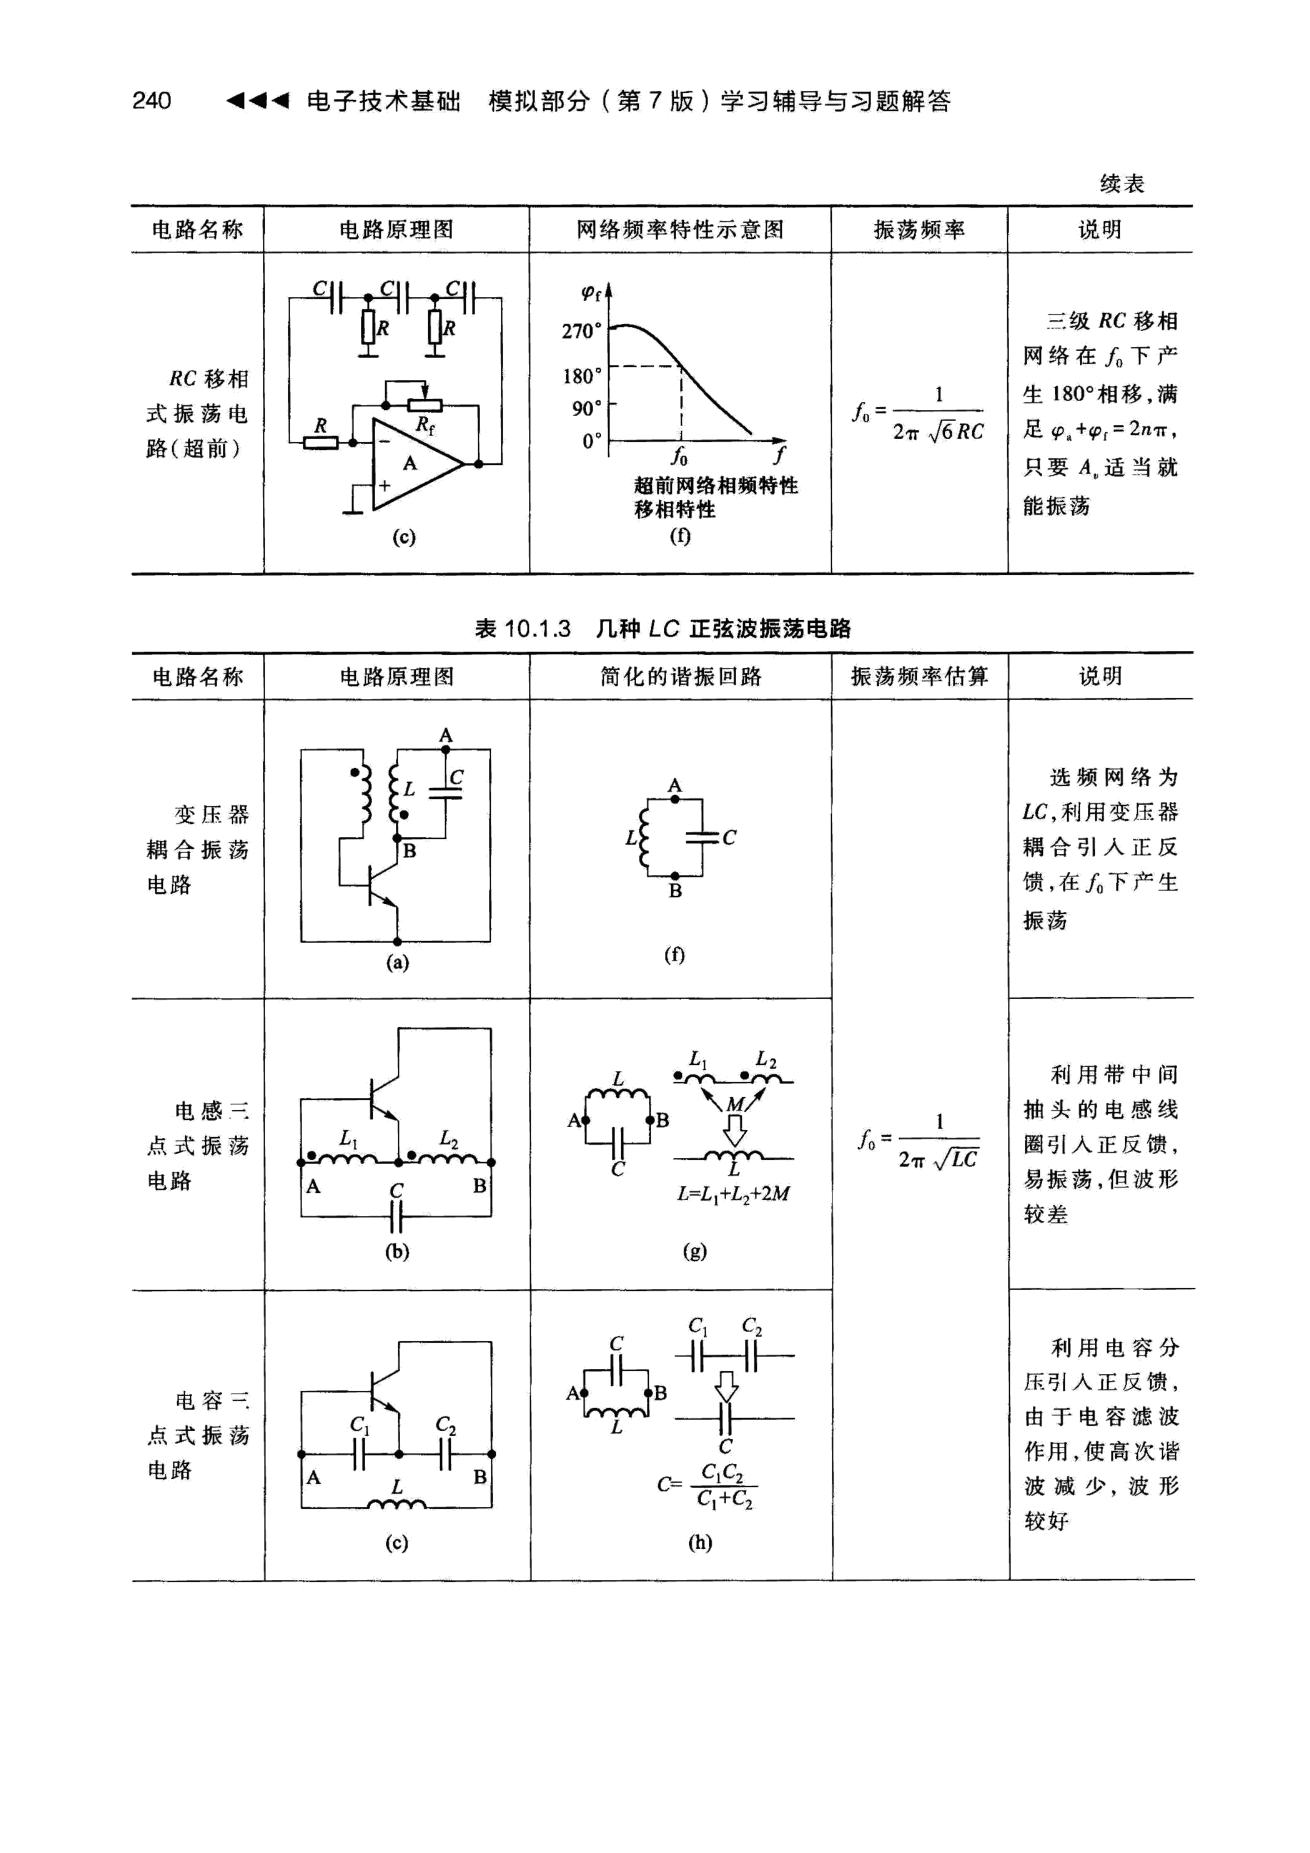 240 ◀◀◀ 电子技术基础 模拟部分(第7版)学习辅导与习题解答
续表
电路名称 电路原理图 网络频率特性示意图 振荡频率 说明
RC 移相
式振荡电
路(超前)
C C C
R R
R
Rf
A
−
+
(c)
φf
270°
180°
90°
0°
f0 f
超前网络相频特性
移相特性
(f)
f0 = 1/(2π √6RC)
三级 RC 移相
网络在 f0 下产
生 180°相移,满
足 φa+φf=2nπ,
只要 Av适当就
能振荡
表 10.1.3 几种 LC 正弦波振荡电路
电路名称 电路原理图 简化的谐振回路 振荡频率估算 说明
变压器
耦合振荡
电路
A
L C
B
(a)
A
L C
B
(f)
选频网络为
LC,利用变压器
耦合引入正反
馈,在 f0下产生
振荡
电感三
点式振荡
电路
L1 L2
A C B
(b)
L
A B
C
L1 L2
M
L
L=L1+L2+2M
(g)
f0 = 1/(2π √LC)
利用带中间
抽头的电感线
圈引入正反馈,
易振荡,但波形
较差
电容三
点式振荡
电路
C1 C2
A B
L
(c)
C
A B
L
C1 C2
C
C= C1C2/(C1+C2)
(h)
利用电容分
压引入正反馈,
由于电容滤波
作用,使高次谐
波减少,波形
较好